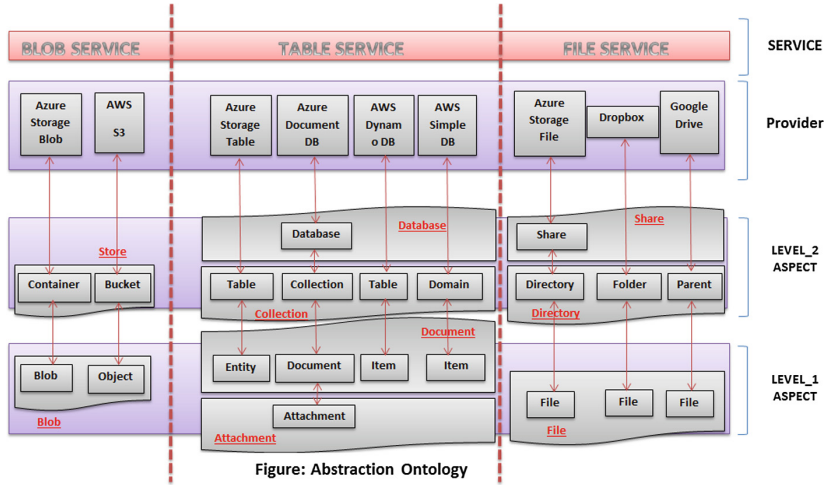 BLOB SERVICE
TABLE SERVICE
FILE SERVICE
SERVICE
Azure
Storage
Blob
AWS
S3
Azure
Storage
Table
Azure
Document
DB
AWS
Dynam
o DB
AWS
Simple
DB
Azure
Storage
File
Dropbox
Google
Drive
Provider
Store
Database
Database
Share
Share
LEVEL_2
ASPECT
Container
Bucket
Table
Collection
Table
Domain
Directory
Folder
Parent
Collection
Directory
Document
Blob
Object
Entity
Document
Item
Item
LEVEL_1
ASPECT
File
File
File
Blob
Attachment
Attachment
File
Figure: Abstraction Ontology